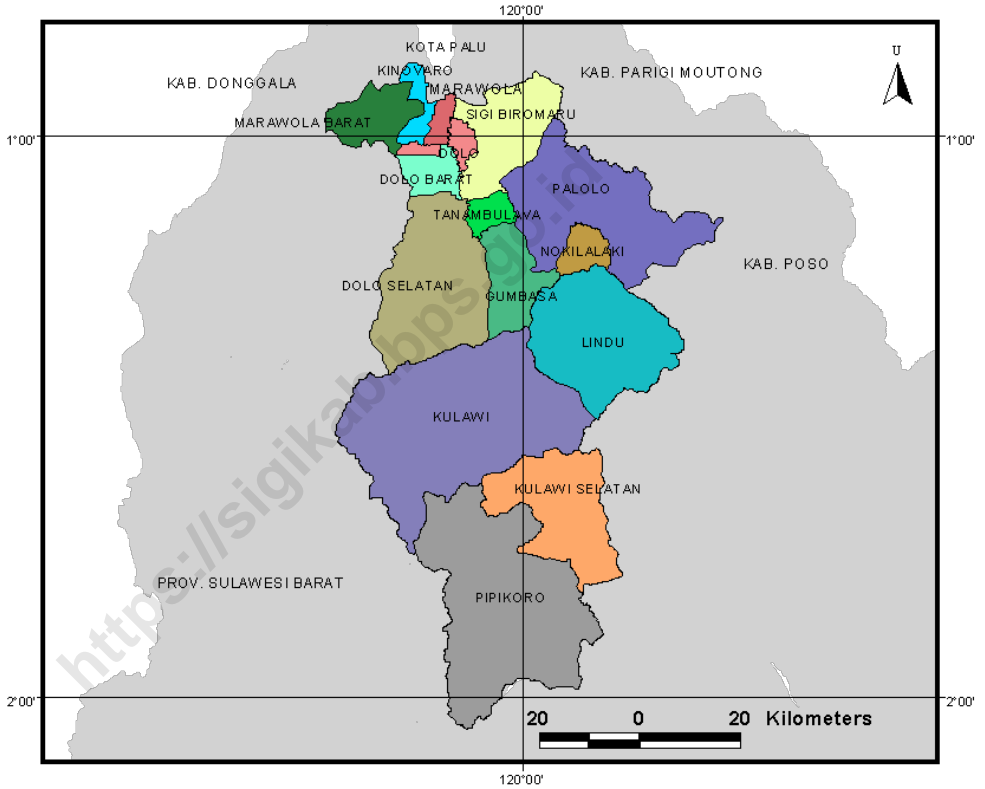 120°00'
KOTA PALU
U
KINOVARO
KAB. PARIGI MOUTONG
KAB. DONGGALA
MARAWOLA
SIGI BIROMARU
MARAWOLA BARAT
1°00'
1°00'
DOLO
DOLO BARAT
PALOLO
TANAMBULAVA
NOKILALAKI
KAB. POSO
DOLO SELATAN
GUMBASA
LINDU
KULAWI
KULAWI SELATAN
PROV. SULAWESI BARAT
PIPIKORO
2°00'
2°00'
20 0 20 Kilometers
120°00'
https://sigikab.bps.go.id